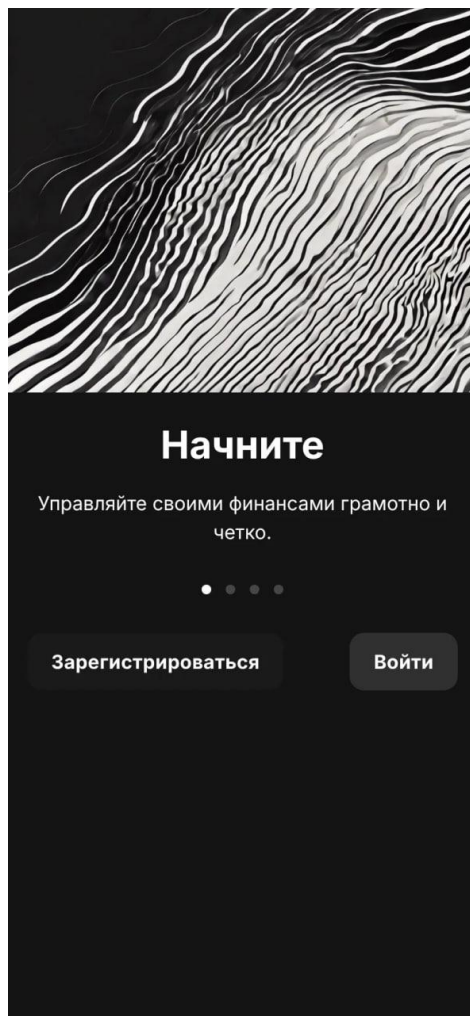 Начните
Управляйте своими финансами грамотно и
четко.
Зарегистрироваться
Войти